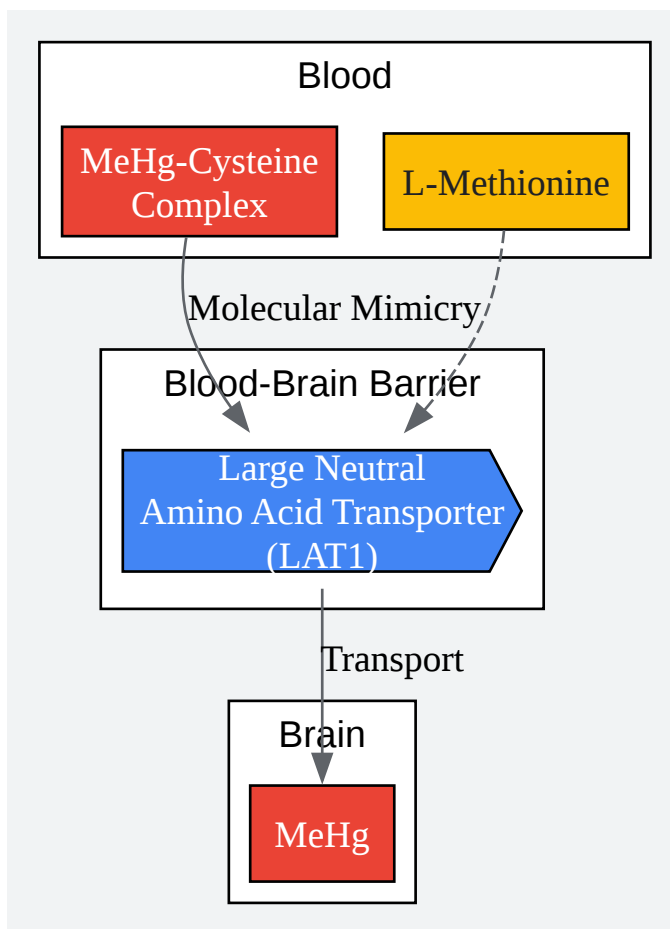 Blood
MeHg-Cysteine
Complex
L-Methionine
Molecular Mimicry
Blood-Brain Barrier
Large Neutral
Amino Acid Transporter
(LAT1)
Transport
Brain
MeHg